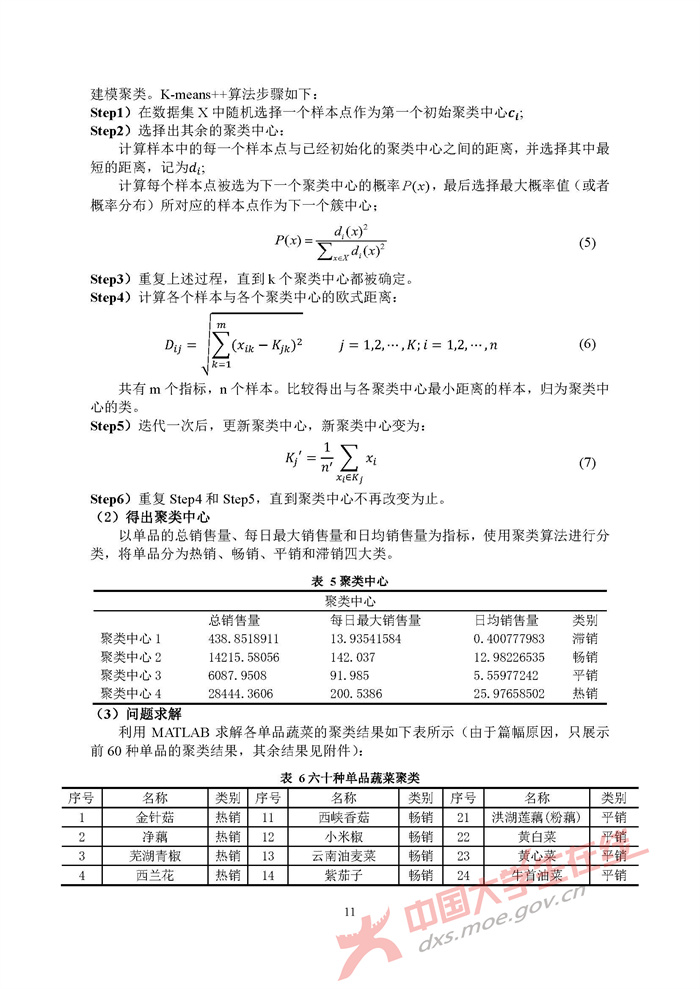 建模聚类。K-means++算法步骤如下：
Step1）在数据集 X 中随机选择一个样本点作为第一个初始聚类中心cᵢ;
Step2）选择出其余的聚类中心：
计算样本中的每一个样本点与已经初始化的聚类中心之间的距离，并选择其中最
短的距离，记为dᵢ;
计算每个样本点被选为下一个聚类中心的概率P(x)，最后选择最大概率值（或者
概率分布）所对应的样本点作为下一个簇中心；
P(x) = dᵢ(x)² / ∑x∈X dᵢ(x)² (5)
Step3）重复上述过程，直到 k 个聚类中心都被确定。
Step4）计算各个样本与各个聚类中心的欧式距离：
Dᵢⱼ = √(∑_{k=1}^{m} (xᵢₖ − Kⱼₖ)²) j = 1,2,⋯,K; i = 1,2,⋯,n (6)
共有 m 个指标，n 个样本。比较得出与各聚类中心最小距离的样本，归为聚类中
心的类。
Step5）迭代一次后，更新聚类中心，新聚类中心变为：
Kⱼ′ = 1/n′ ∑_{xᵢ∈Kⱼ} xᵢ (7)
Step6）重复 Step4 和 Step5，直到聚类中心不再改变为止。
（2）得出聚类中心
以单品的总销售量、每日最大销售量和日均销售量为指标，使用聚类算法进行分
类，将单品分为热销、畅销、平销和滞销四大类。
表 5 聚类中心
聚类中心
总销售量 每日最大销售量 日均销售量 类别
聚类中心 1 438.8518911 13.93541584 0.400777983 滞销
聚类中心 2 14215.58056 142.037 12.98226535 畅销
聚类中心 3 6087.9508 91.985 5.55977242 平销
聚类中心 4 28444.3606 200.5386 25.97658502 热销
（3）问题求解
利用 MATLAB 求解各单品蔬菜的聚类结果如下表所示（由于篇幅原因，只展示
前 60 种单品的聚类结果，其余结果见附件）：
表 6 六十种单品蔬菜聚类
序号 名称 类别 序号 名称 类别 序号 名称 类别
1 金针菇 热销 11 西峡香菇 畅销 21 洪湖莲藕(粉藕) 平销
2 净藕 热销 12 小米椒 畅销 22 黄白菜 平销
3 芜湖青椒 热销 13 云南油麦菜 畅销 23 黄心菜 平销
4 西兰花 热销 14 紫茄子 畅销 24 牛首油菜 平销
11
中国大学生在线
dxs.moe.gov.cn